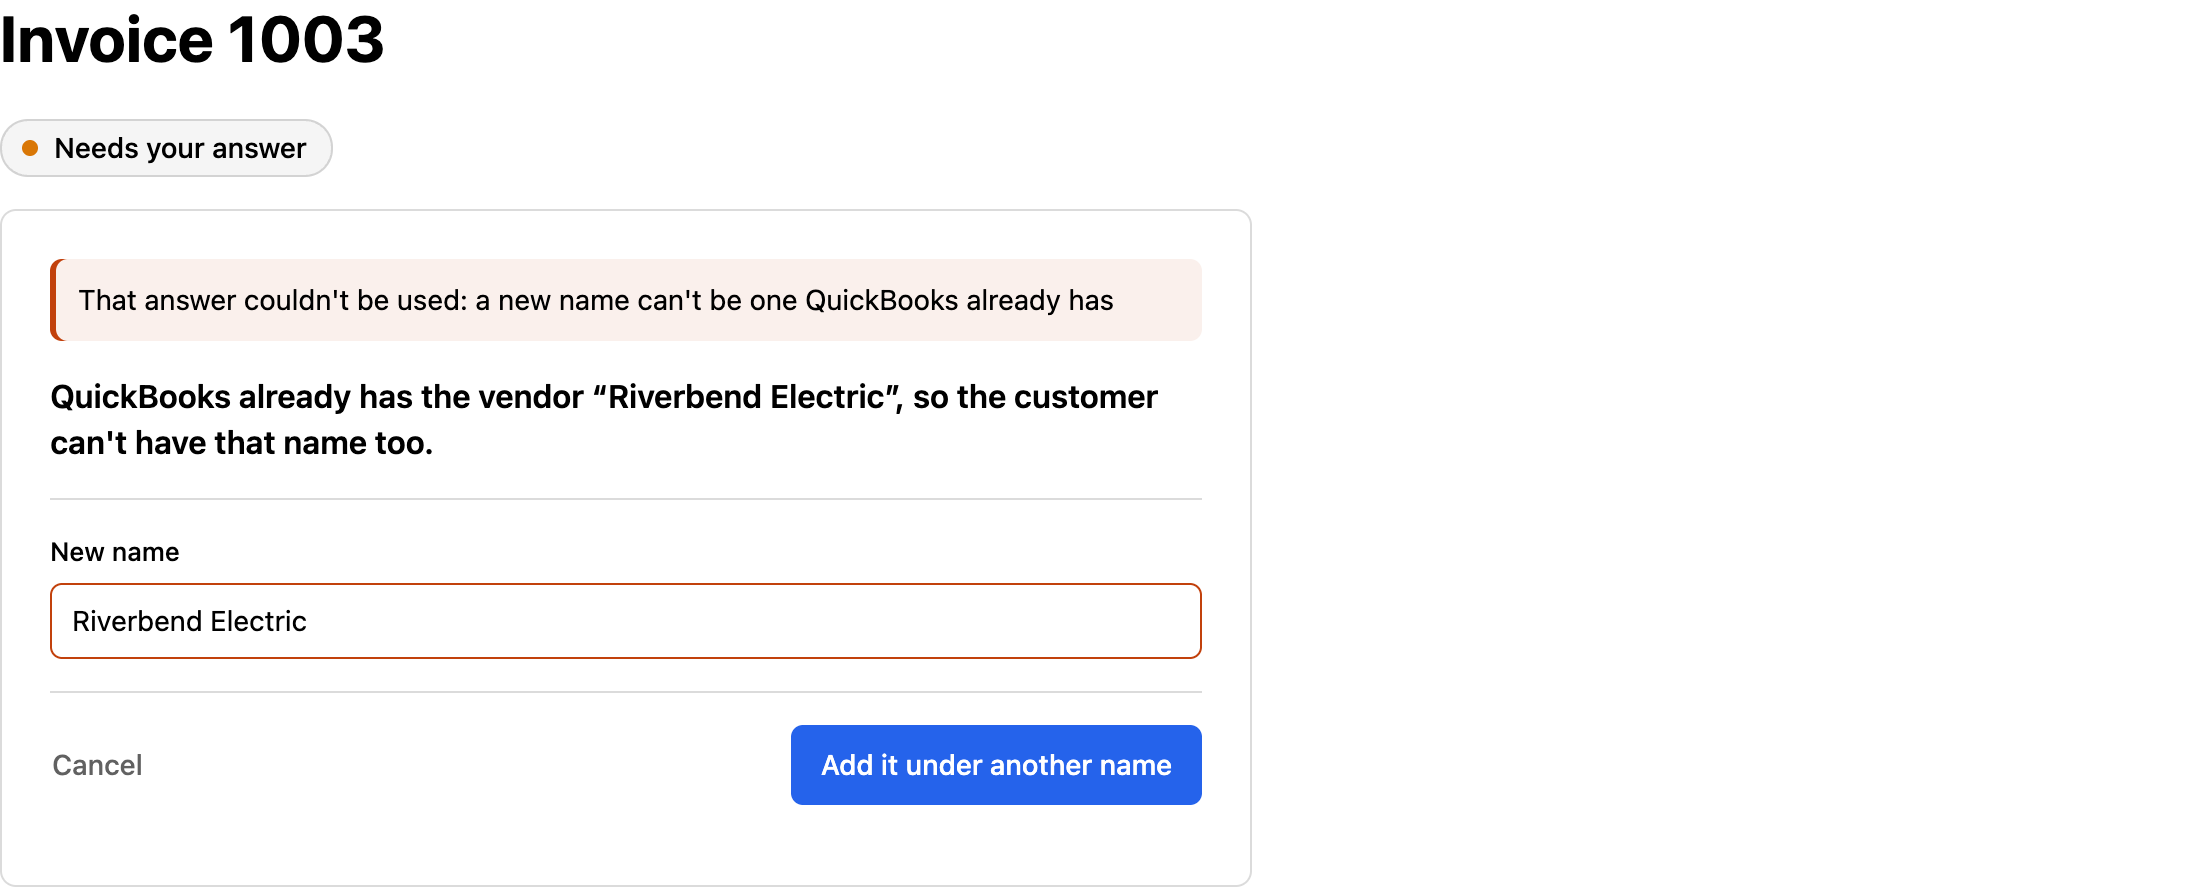 Invoice 1003
Needs your answer
That answer couldn't be used: a new name can't be one QuickBooks already has
QuickBooks already has the vendor “Riverbend Electric”, so the customer
can't have that name too.
New name
Riverbend Electric
Cancel
Add it under another name